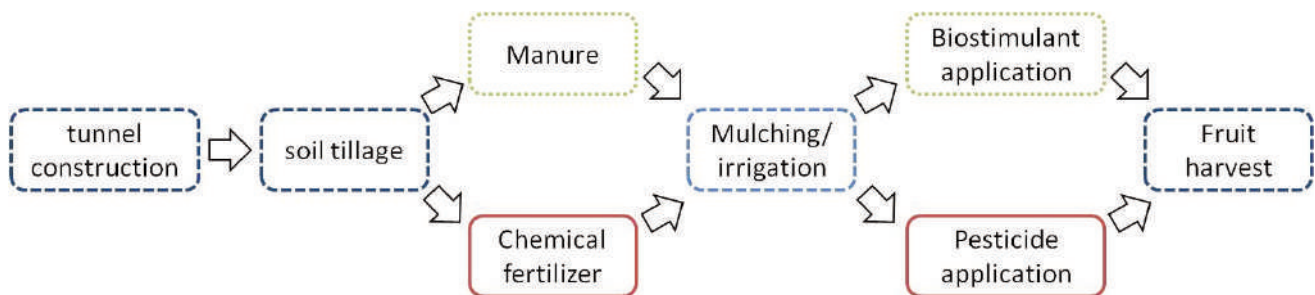 tunnel
construction
soil tillage
Manure
Chemical
fertilizer
Mulching/
irrigation
Biostimulant
application
Pesticide
application
Fruit
harvest